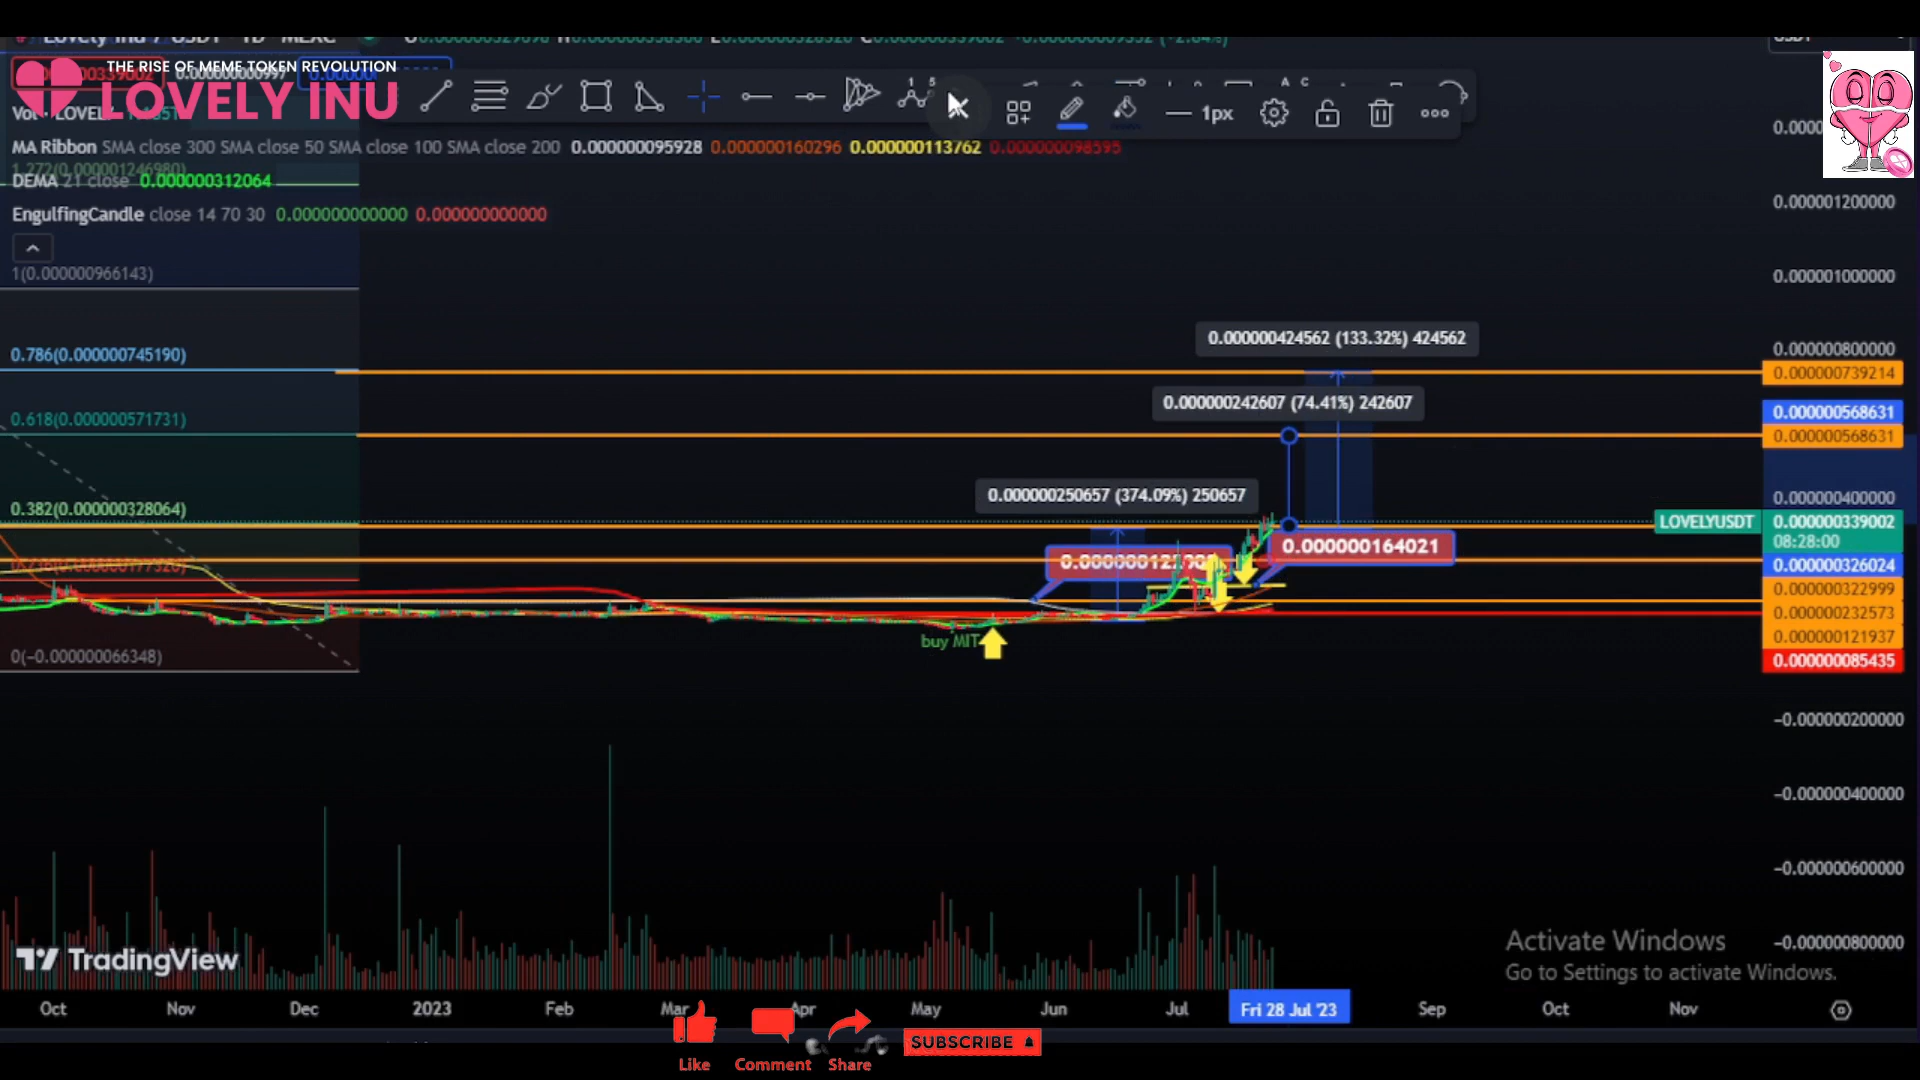 THE RISE OF MEME TOKEN REVOLUTION
LOVELY INU
1px
MA Ribbon SMA close 300 SMA close 50 SMA close 100 SMA close 200 0.000000095928 0.000000160296 0.000000113762 0.000000098595
1.272(0.000001246980)
DEMA 21 close 0.000000312064
EngulfingCandle close 14 70 30 0.000000000000 0.000000000000
1(0.000000966143)
0.786(0.000000745190)
0.618(0.000000571731)
0.382(0.000000328064)
0(−0.000000066348)
0.000000424562 (133.32%) 424562
0.000000242607 (74.41%) 242607
0.000000250657 (374.09%) 250657
0.000000164021
buy MIT
0.000001200000
0.000001000000
0.000000800000
0.000000739214
0.000000568631
0.000000568631
0.000000400000
LOVELYUSDT 0.000000339002
08:28:00
0.000000326024
0.000000322999
0.000000232573
0.000000121937
0.000000085435
−0.000000200000
−0.000000400000
−0.000000600000
−0.000000800000
TradingView
Activate Windows
Go to Settings to activate Windows.
Oct Nov Dec 2023 Feb Mar Apr May Jun Jul Fri 28 Jul '23 Sep Oct Nov
Like Comment Share SUBSCRIBE